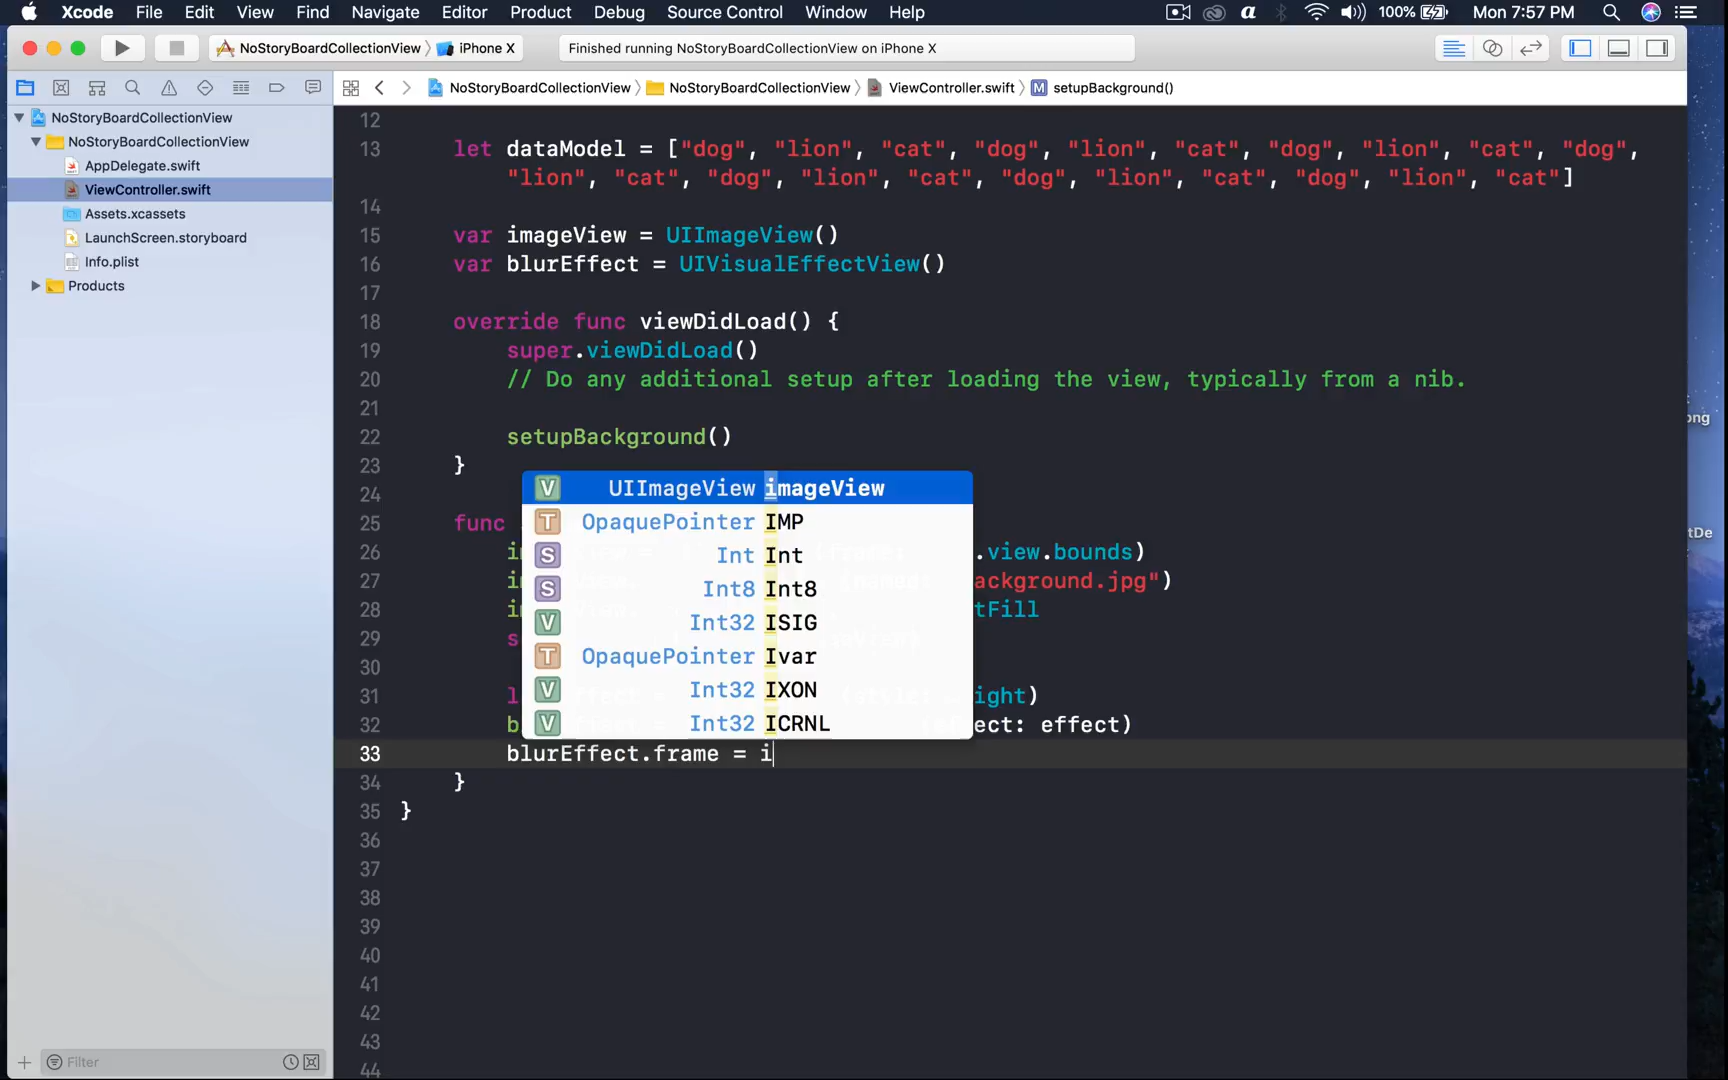 Xcode File Edit View Find Navigate Editor Product Debug Source Control Window Help 100% Mon 7:57 PM
NoStoryBoardCollectionView iPhone X Finished running NoStoryBoardCollectionView on iPhone X
NoStoryBoardCollectionView NoStoryBoardCollectionView ViewController.swift M setupBackground()
NoStoryBoardCollectionView
NoStoryBoardCollectionView
AppDelegate.swift
ViewController.swift
Assets.xcassets
LaunchScreen.storyboard
Info.plist
Products
Filter
12
13 let dataModel = ["dog", "lion", "cat", "dog", "lion", "cat", "dog", "lion", "cat", "dog",
"lion", "cat", "dog", "lion", "cat", "dog", "lion", "cat", "dog", "lion", "cat"]
14
15 var imageView = UIImageView()
16 var blurEffect = UIVisualEffectView()
17
18 override func viewDidLoad() {
19 super.viewDidLoad()
20 // Do any additional setup after loading the view, typically from a nib.
21
22 setupBackground()
23 }
24
25 func
26 .view.bounds)
27 ackground.jpg")
28 tFill
29
30
31 ight)
32 ect: effect)
33 blurEffect.frame = i
34 }
35 }
36
37
38
39
40
41
42
43
44
V UIImageView imageView
T OpaquePointer IMP
S Int Int
S Int8 Int8
V Int32 ISIG
T OpaquePointer Ivar
V Int32 IXON
V Int32 ICRNL
ong
tDe